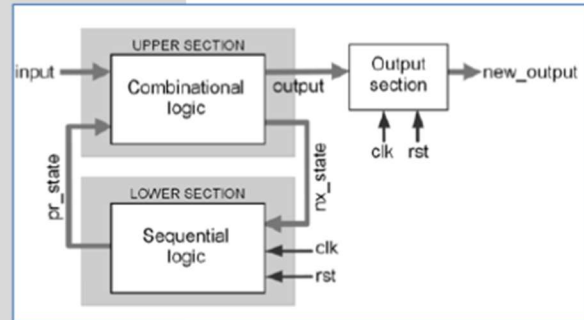 UPPER SECTION
input
Combinational
logic
output
Output
section
new_output
clk rst
pr_state
nx_state
LOWER SECTION
Sequential
logic
clk
rst